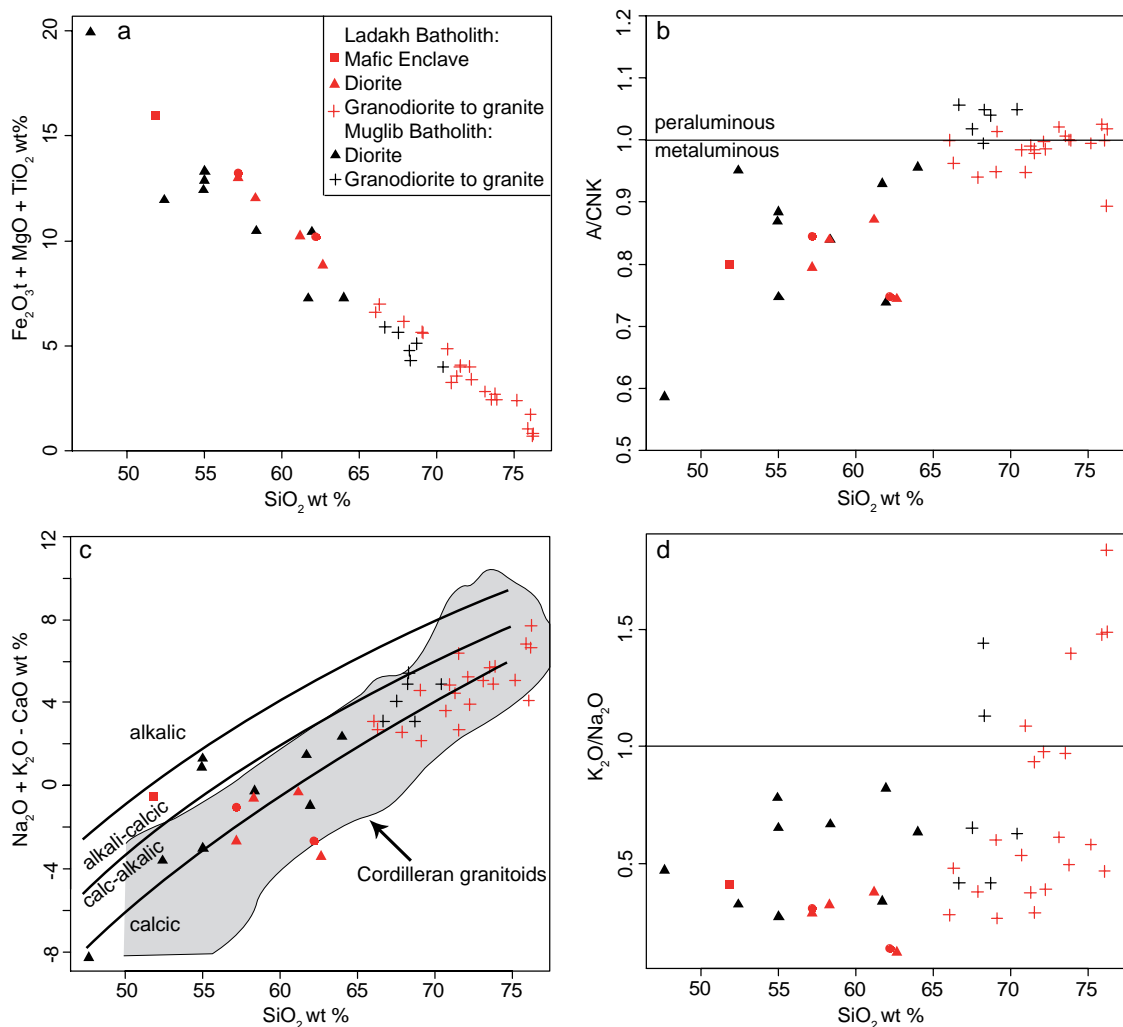 a
20
15
10
5
0
Fe₂O₃t + MgO + TiO₂ wt%
50 55 60 65 70 75
SiO₂ wt %
Ladakh Batholith:
Mafic Enclave
Diorite
Granodiorite to granite
Muglib Batholith:
Diorite
Granodiorite to granite
b
1.2
1.1
1.0
0.9
0.8
0.7
0.6
0.5
A/CNK
peraluminous
metaluminous
50 55 60 65 70 75
SiO₂ wt %
c
12
8
4
0
-4
-8
Na₂O + K₂O - CaO wt %
alkalic
alkali-calcic
calc-alkalic
calcic
Cordilleran granitoids
50 55 60 65 70 75
SiO₂ wt %
d
1.5
1.0
0.5
K₂O/Na₂O
50 55 60 65 70 75
SiO₂ wt %